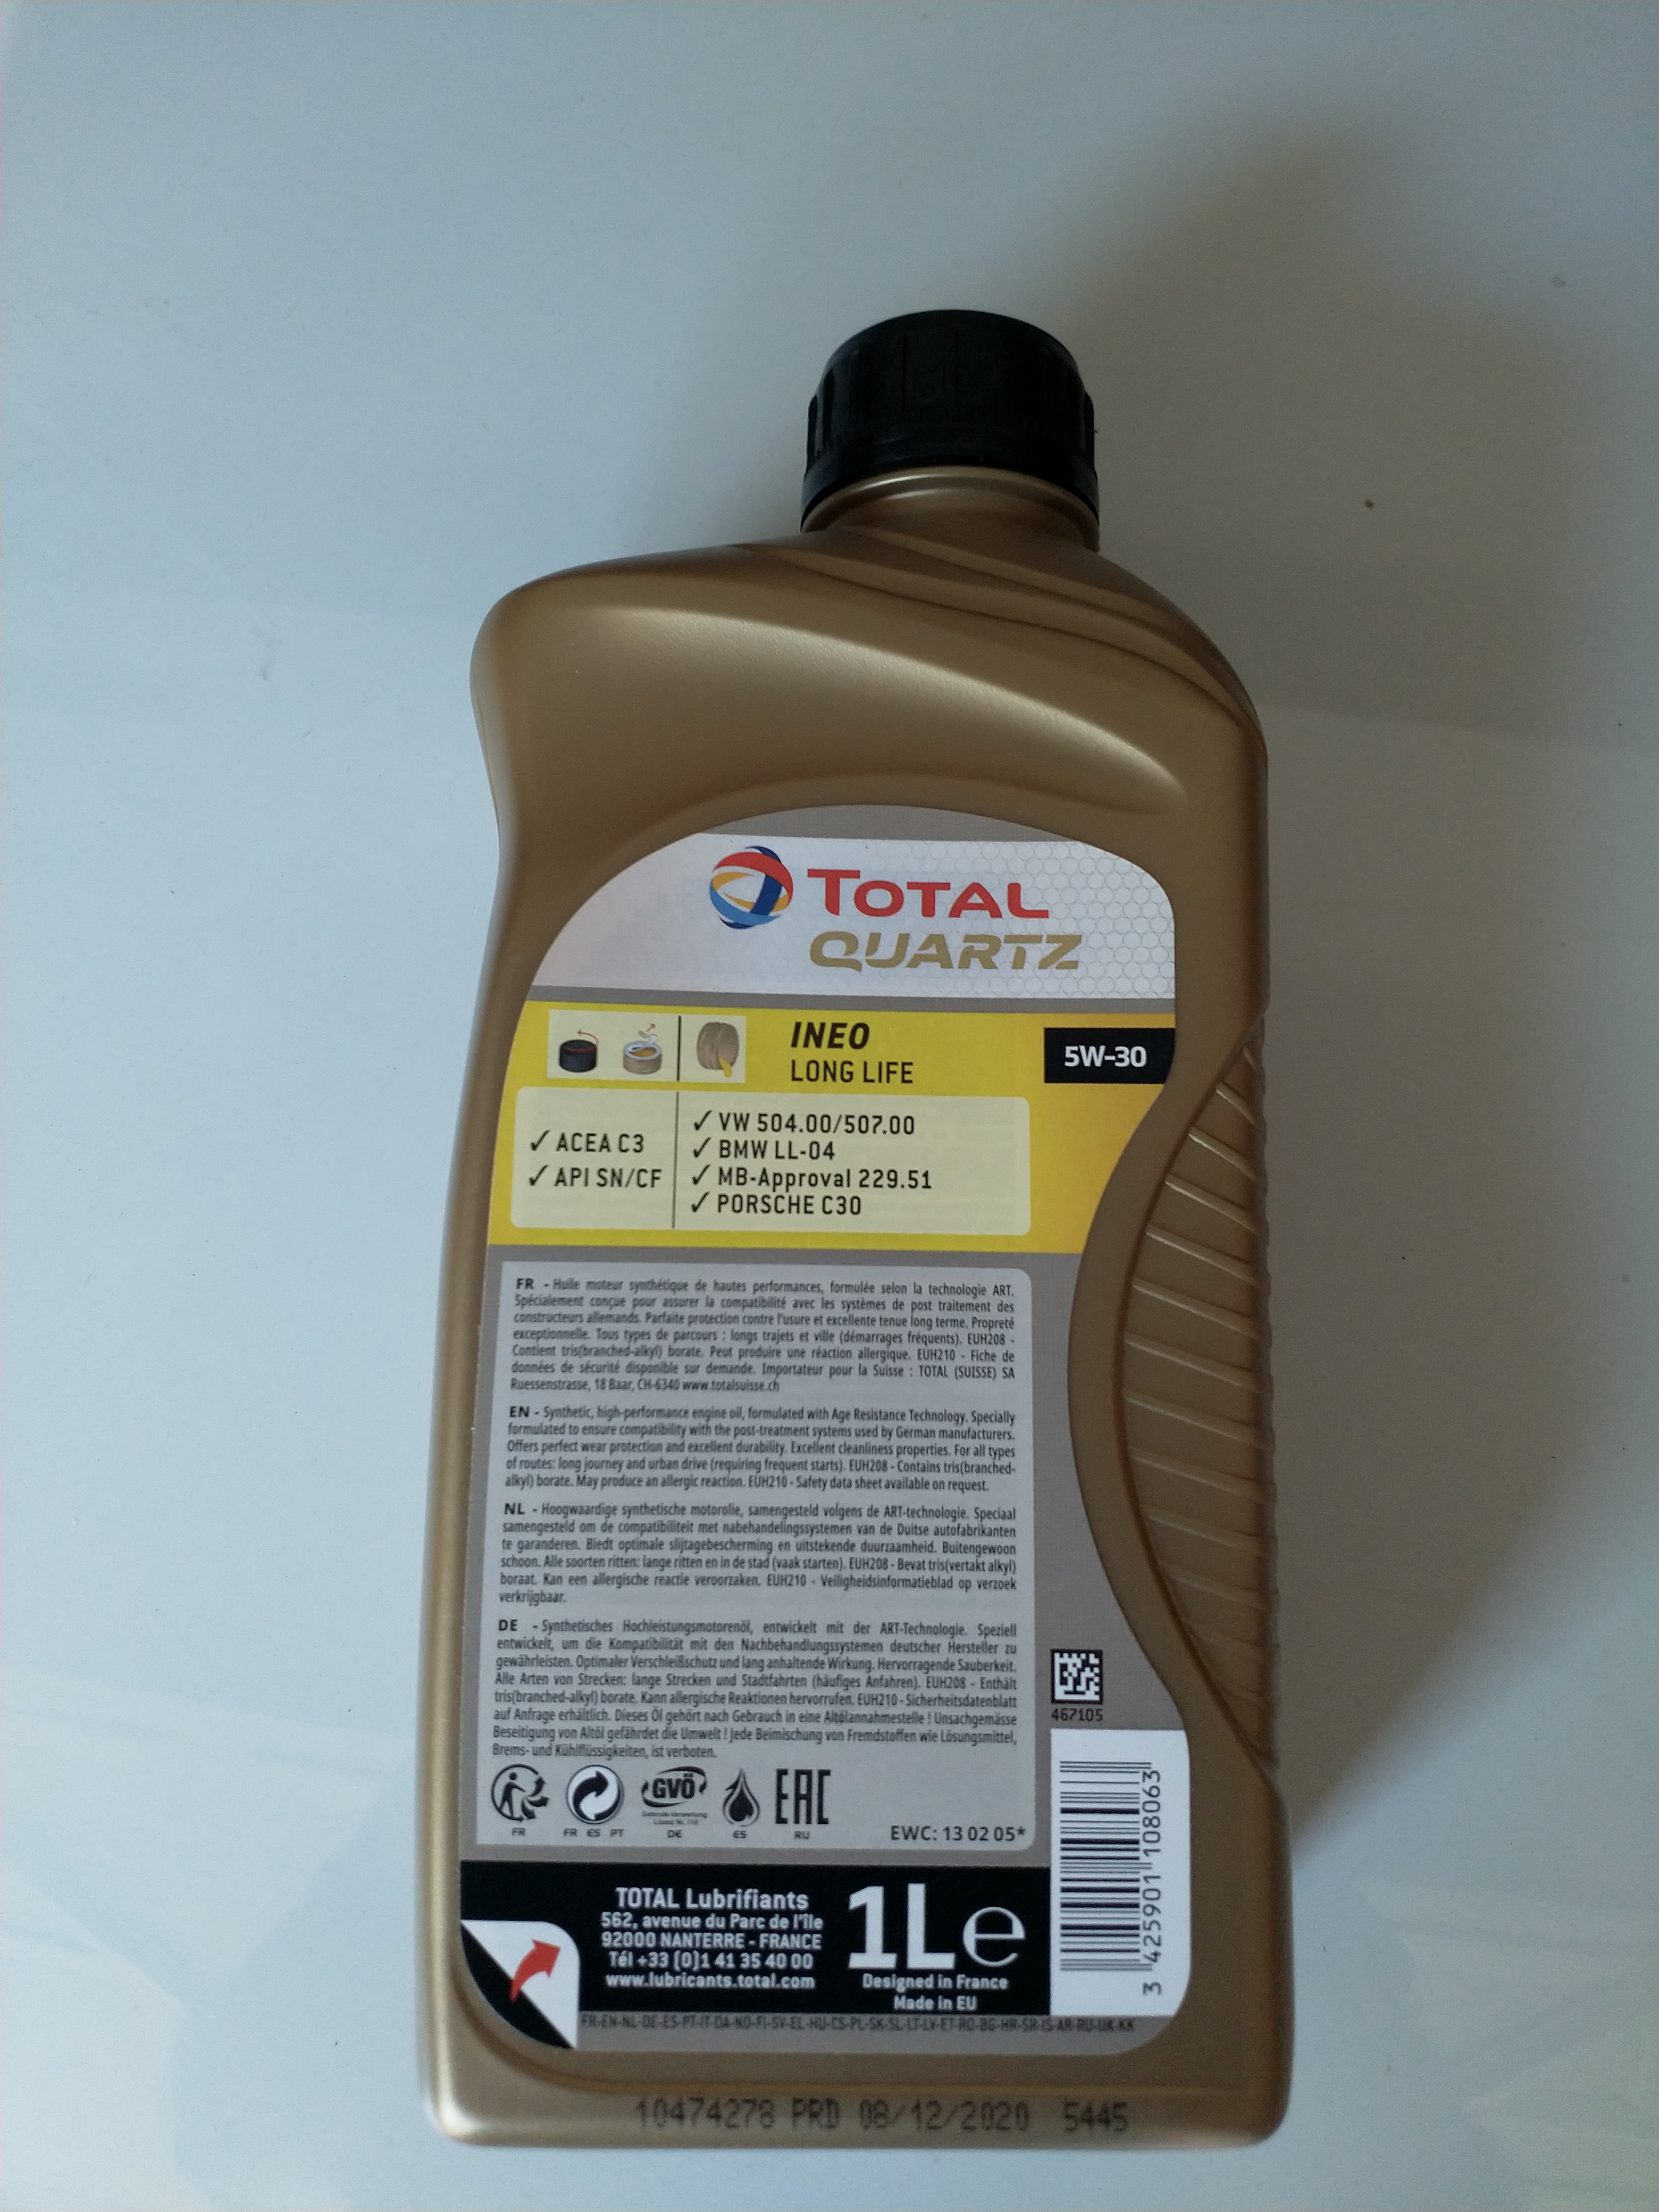 TOTAL
QUARTZ
INEO
LONG LIFE
5W-30
✓ ACEA C3
✓ API SN/CF
✓ VW 504.00/507.00
✓ BMW LL-04
✓ MB-Approval 229.51
✓ PORSCHE C30
FR - Huile moteur synthétique de hautes performances, formulée selon la technologie ART.
Spécialement conçue pour assurer la compatibilité avec les systèmes de post traitement des
constructeurs allemands. Parfaite protection contre l'usure et excellente tenue long terme. Propreté
exceptionnelle. Tous types de parcours : longs trajets et ville (démarrages fréquents). EUH208 -
Contient tris(branched-alkyl) borate. Peut produire une réaction allergique. EUH210 - Fiche de
données de sécurité disponible sur demande. Importateur pour la Suisse : TOTAL (SUISSE) SA
Ruessenstrasse, 18 Baar, CH-6340 www.totalsuisse.ch
EN - Synthetic, high-performance engine oil, formulated with Age Resistance Technology. Specially
formulated to ensure compatibility with the post-treatment systems used by German manufacturers.
Offers perfect wear protection and excellent durability. Excellent cleanliness properties. For all types
of routes: long journey and urban drive (requiring frequent starts). EUH208 - Contains tris(branched-
alkyl) borate. May produce an allergic reaction. EUH210 - Safety data sheet available on request.
NL - Hoogwaardige synthetische motorolie, samengesteld volgens de ART-technologie. Speciaal
samengesteld om de compatibiliteit met nabehandelingssystemen van de Duitse autofabrikanten
te garanderen. Biedt optimale slijtagebescherming en uitstekende duurzaamheid. Buitengewoon
schoon. Alle soorten ritten: lange ritten en in de stad (vaak starten). EUH208 - Bevat tris(vertakt alkyl)
boraat. Kan een allergische reactie veroorzaken. EUH210 - Veiligheidsinformatieblad op verzoek
verkrijgbaar.
DE - Synthetisches Hochleistungsmotorenöl, entwickelt mit der ART-Technologie. Speziell
entwickelt, um die Kompatibilität mit den Nachbehandlungssystemen deutscher Hersteller zu
gewährleisten. Optimaler Verschleißschutz und lang anhaltende Wirkung. Hervorragende Sauberkeit.
Alle Arten von Strecken: lange Strecken und Stadtfahrten (häufiges Anfahren). EUH208 - Enthält
tris(branched-alkyl) borate. Kann allergische Reaktionen hervorrufen. EUH210 - Sicherheitsdatenblatt
auf Anfrage erhältlich. Dieses Öl gehört nach Gebrauch in eine Altölannahmestelle ! Unsachgemässe
Beseitigung von Altöl gefährdet die Umwelt ! Jede Beimischung von Fremdstoffen wie Lösungsmittel,
Brems- und Kühlflüssigkeiten, ist verboten.
467105
GVÖ
EAC
FR
FR ES PT
DE
ES
RU
EWC: 13 02 05*
3 425901 108063
TOTAL Lubrifiants
562, avenue du Parc de l'île
92000 NANTERRE - FRANCE
Tél +33 (0)1 41 35 40 00
www.lubricants.total.com
1L e
Designed in France
Made in EU
FR-EN-NL-DE-ES-PT-IT-DA-NO-FI-SV-EL-HU-CS-PL-SK-SL-LT-LV-ET-RO-BG-HR-SR-IS-AR-RU-UK-KK
10474278 PRD 08/12/2020 5445